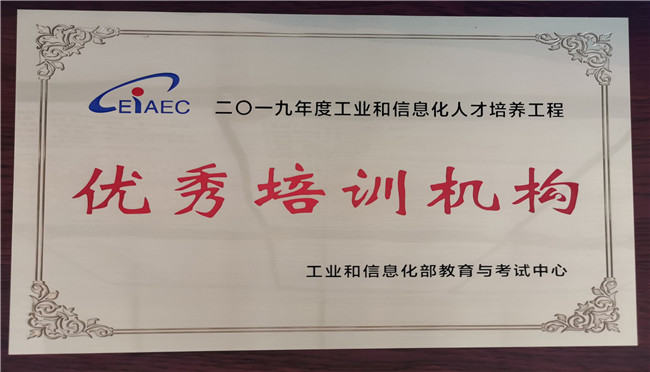 CEIAEC 二〇一九年度工业和信息化人才培养工程
优秀培训机构
工业和信息化部教育与考试中心